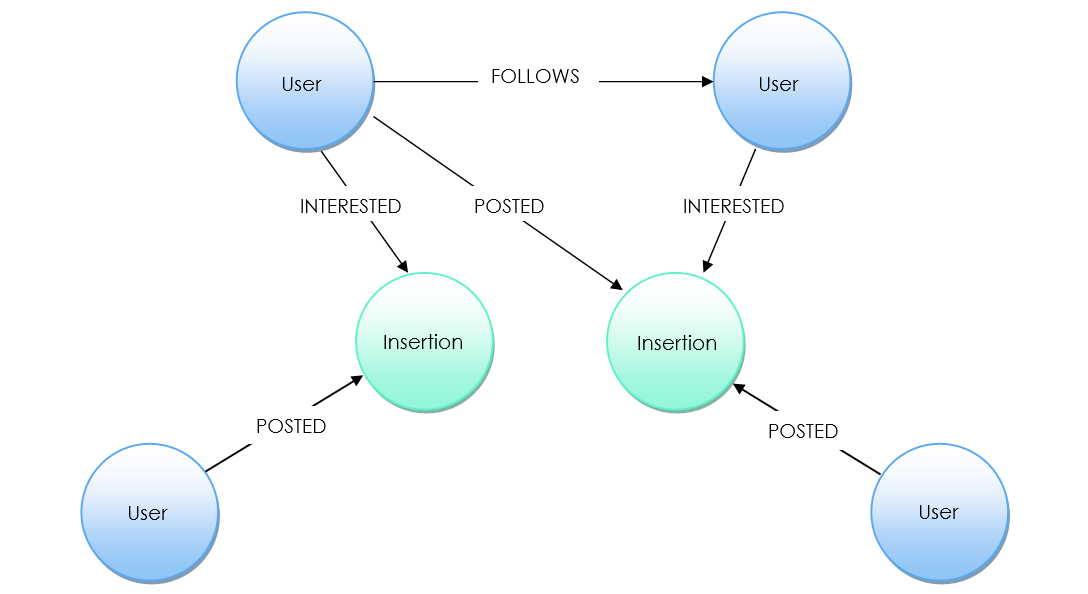 User
FOLLOWS
User
INTERESTED
POSTED
INTERESTED
Insertion
Insertion
POSTED
POSTED
User
User